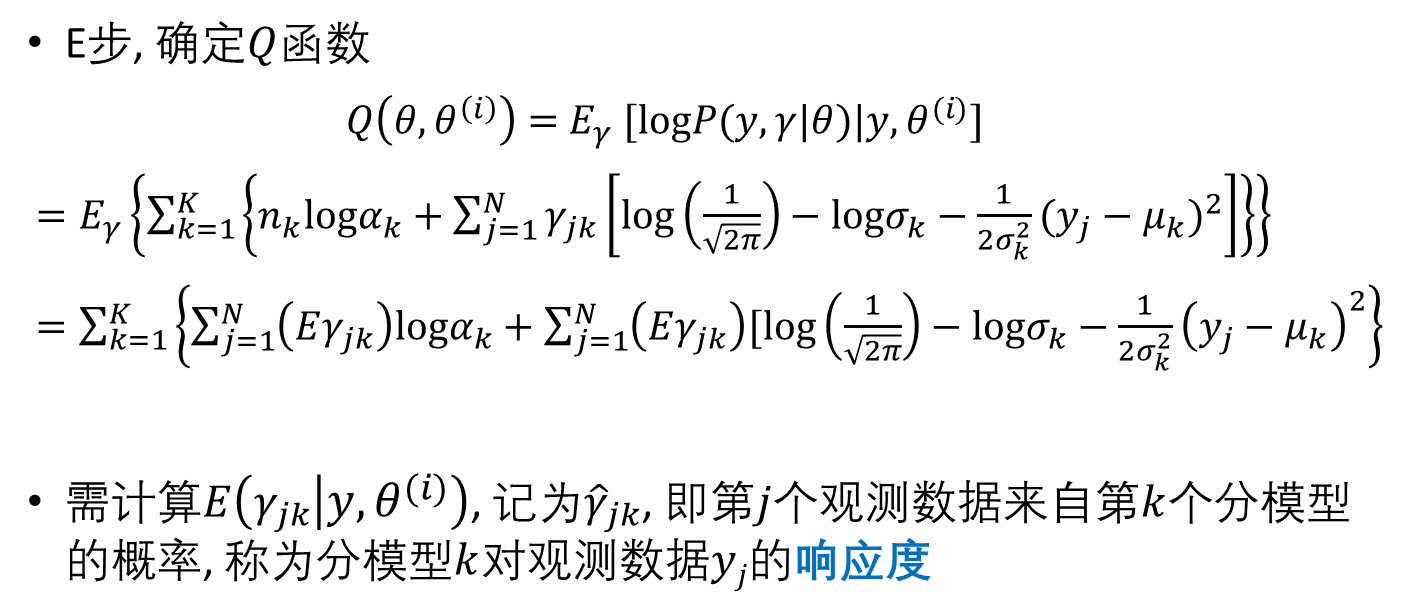 • E步, 确定Q函数
Q(θ, θ^(i)) = E_γ [logP(y, γ|θ)|y, θ^(i)]
= E_γ {∑_{k=1}^{K} {n_k logα_k + ∑_{j=1}^{N} γ_{jk} [log (1/√(2π)) − logσ_k − 1/(2σ_k^2) (y_j − μ_k)^2]}}
= ∑_{k=1}^{K} {∑_{j=1}^{N} (Eγ_{jk}) logα_k + ∑_{j=1}^{N} (Eγ_{jk}) [log (1/√(2π)) − logσ_k − 1/(2σ_k^2) (y_j − μ_k)^2}
• 需计算E(γ_{jk}|y, θ^(i)), 记为γ̂_{jk}, 即第j个观测数据来自第k个分模型
的概率, 称为分模型k对观测数据y_j的响应度